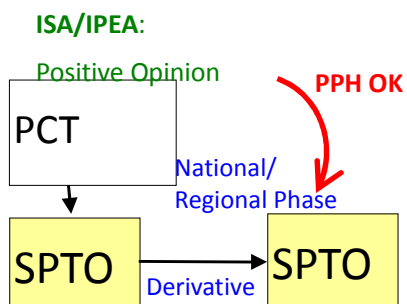 ISA/IPEA:
Positive Opinion
PPH OK
PCT
National/
Regional Phase
SPTO
Derivative
SPTO